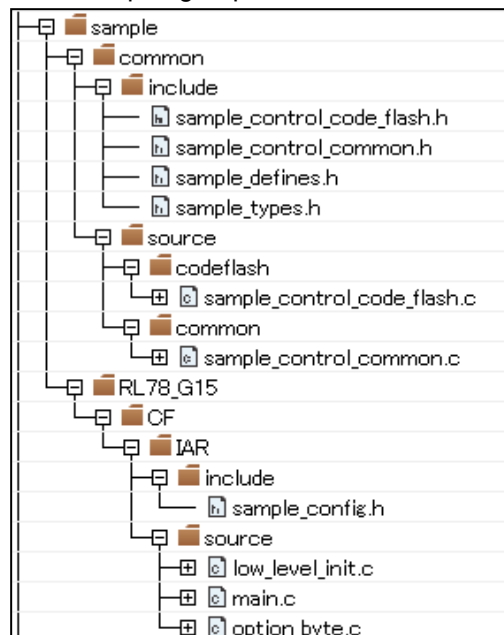 sample
common
include
sample_control_code_flash.h
sample_control_common.h
sample_defines.h
sample_types.h
source
codeflash
sample_control_code_flash.c
common
sample_control_common.c
RL78_G15
CF
IAR
include
sample_config.h
source
low_level_init.c
main.c
option_byte.c